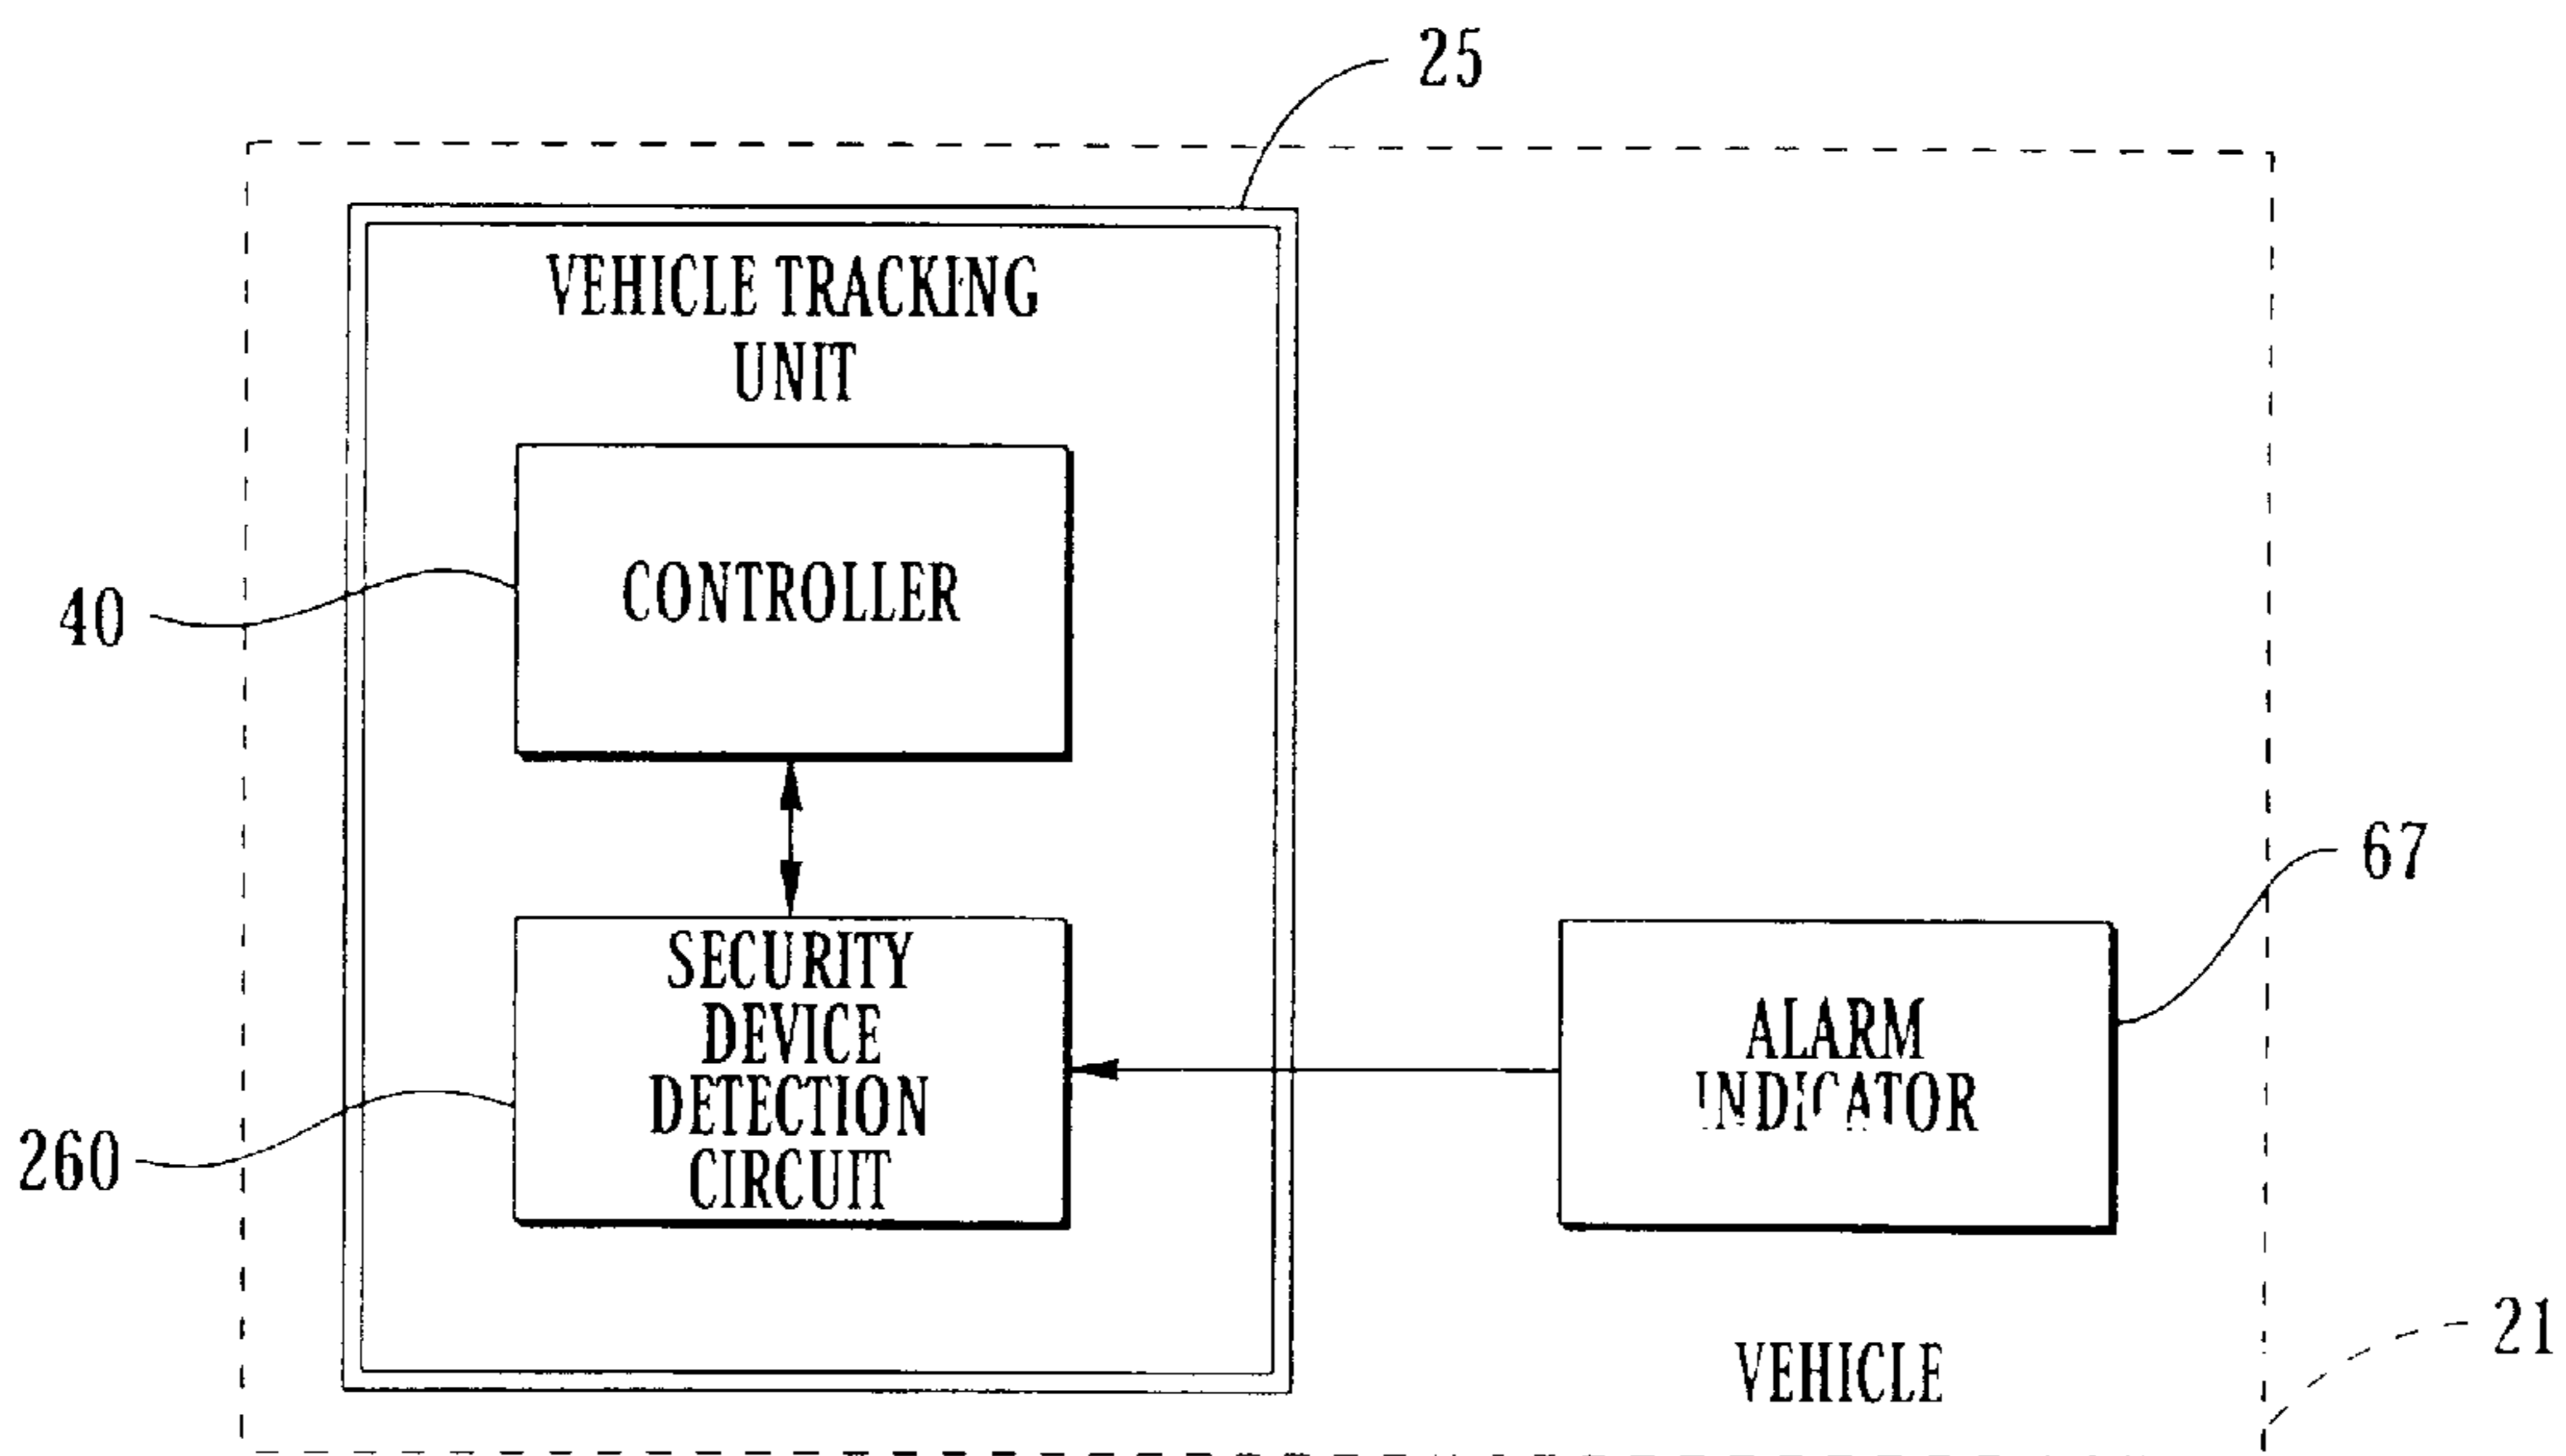 25
VEHICLE TRACKING
UNIT
CONTROLLER
40
67
SECURITY
DEVICE
DETECTION
CIRCUIT
ALARM
INDICATOR
260
21
VEHICLE